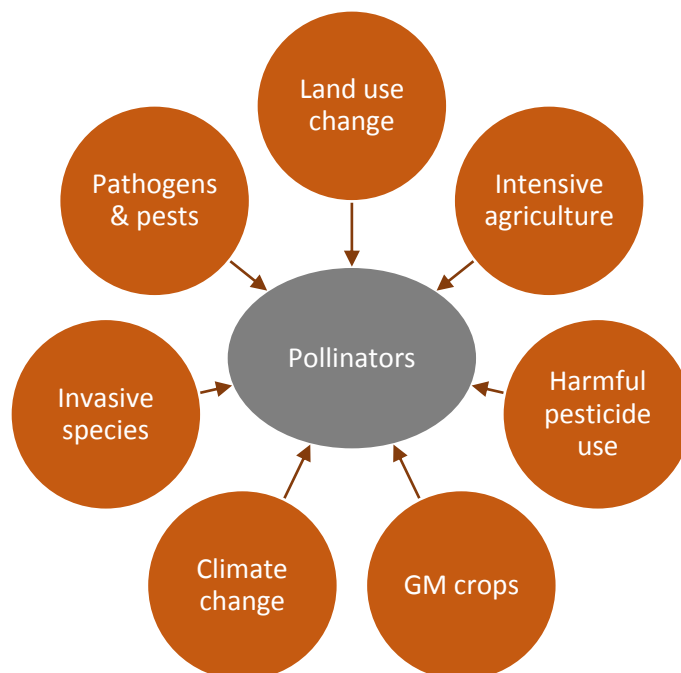 Land use
change
Pathogens
& pests
Intensive
agriculture
Pollinators
Invasive
species
Harmful
pesticide
use
Climate
change
GM crops